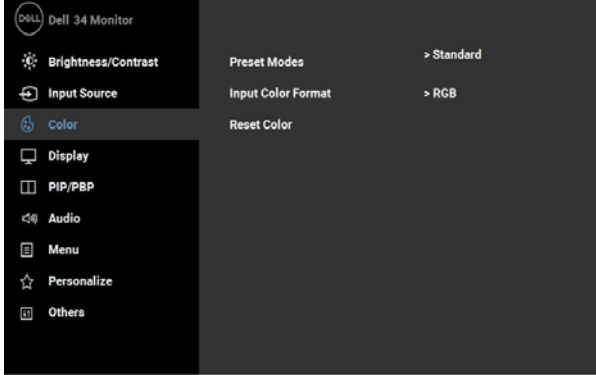 DELL Dell 34 Monitor
Brightness/Contrast
Input Source
Color
Display
PIP/PBP
Audio
Menu
Personalize
Others
Preset Modes > Standard
Input Color Format > RGB
Reset Color